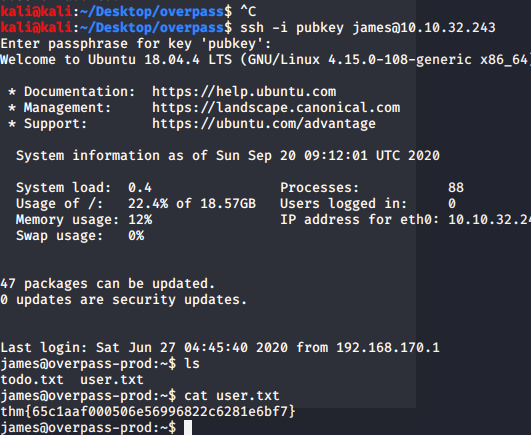 kali@kali:~/Desktop/overpass$ ^C
kali@kali:~/Desktop/overpass$ ssh -i pubkey james@10.10.32.243
Enter passphrase for key 'pubkey':
Welcome to Ubuntu 18.04.4 LTS (GNU/Linux 4.15.0-108-generic x86_64)
* Documentation:  https://help.ubuntu.com
* Management:     https://landscape.canonical.com
* Support:        https://ubuntu.com/advantage
System information as of Sun Sep 20 09:12:01 UTC 2020
System load:  0.4                Processes:           88
Usage of /:   22.4% of 18.57GB   Users logged in:     0
Memory usage: 12%                IP address for eth0: 10.10.32.24
Swap usage:   0%
47 packages can be updated.
0 updates are security updates.
Last login: Sat Jun 27 04:45:40 2020 from 192.168.170.1
james@overpass-prod:~$ ls
todo.txt  user.txt
james@overpass-prod:~$ cat user.txt
thm{65c1aaf000506e56996822c6281e6bf7}
james@overpass-prod:~$